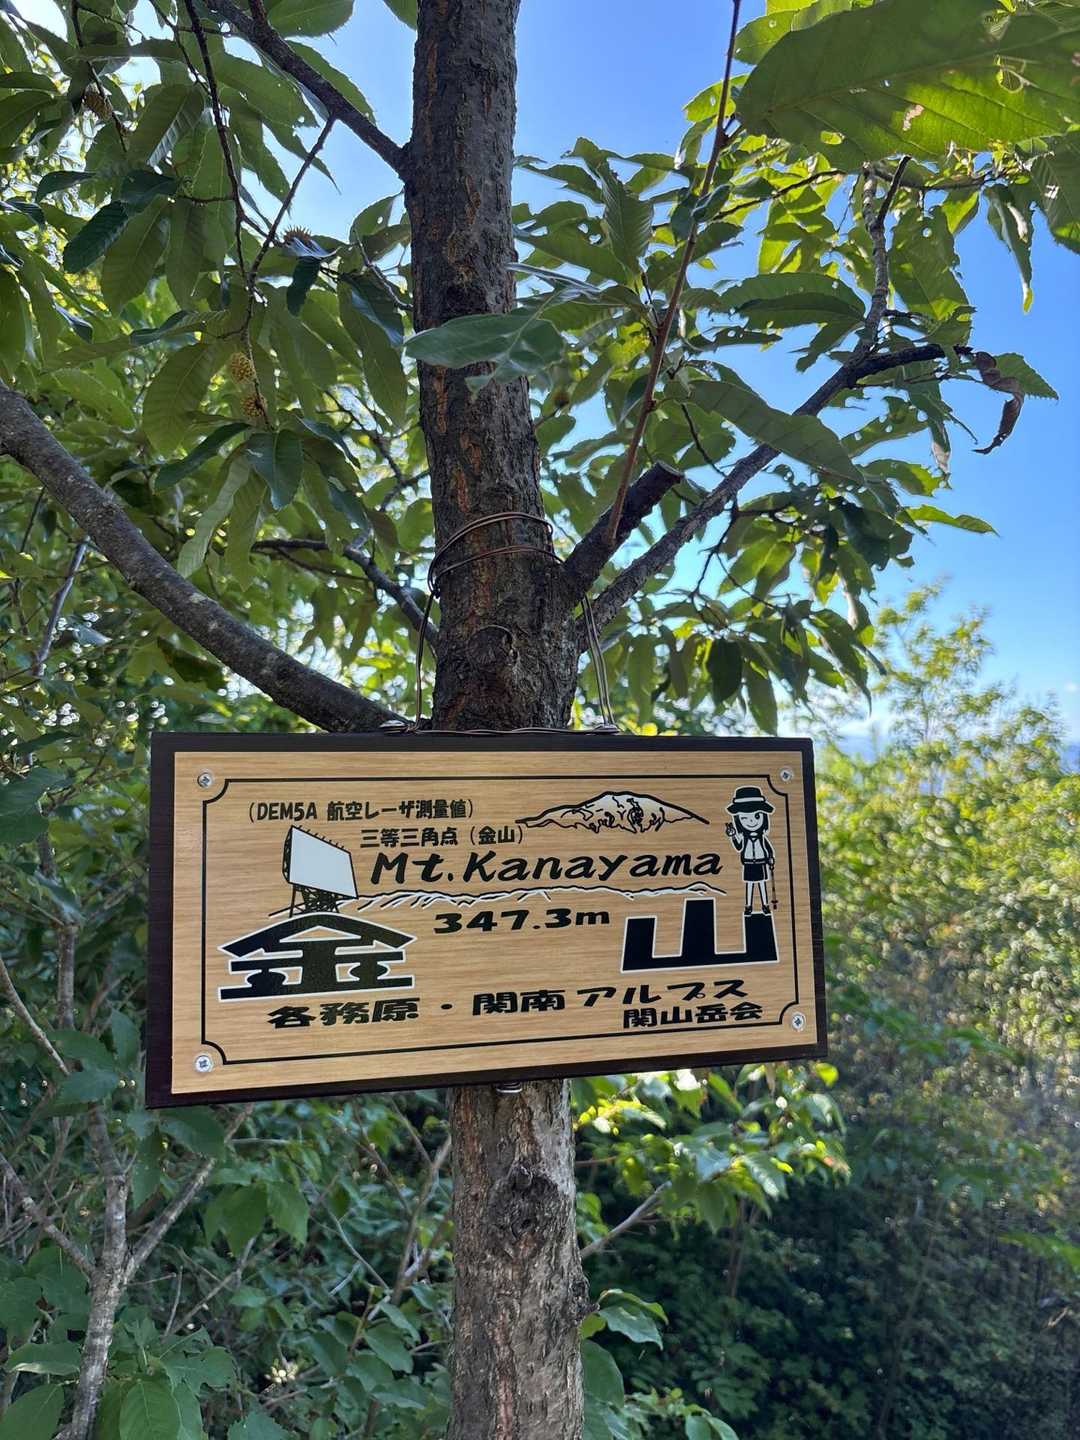 (DEM5A 航空レーザ測量値)
三等三角点 (金山)
Mt.Kanayama
347.3m
金山
各務原・関南アルプス
関山岳会